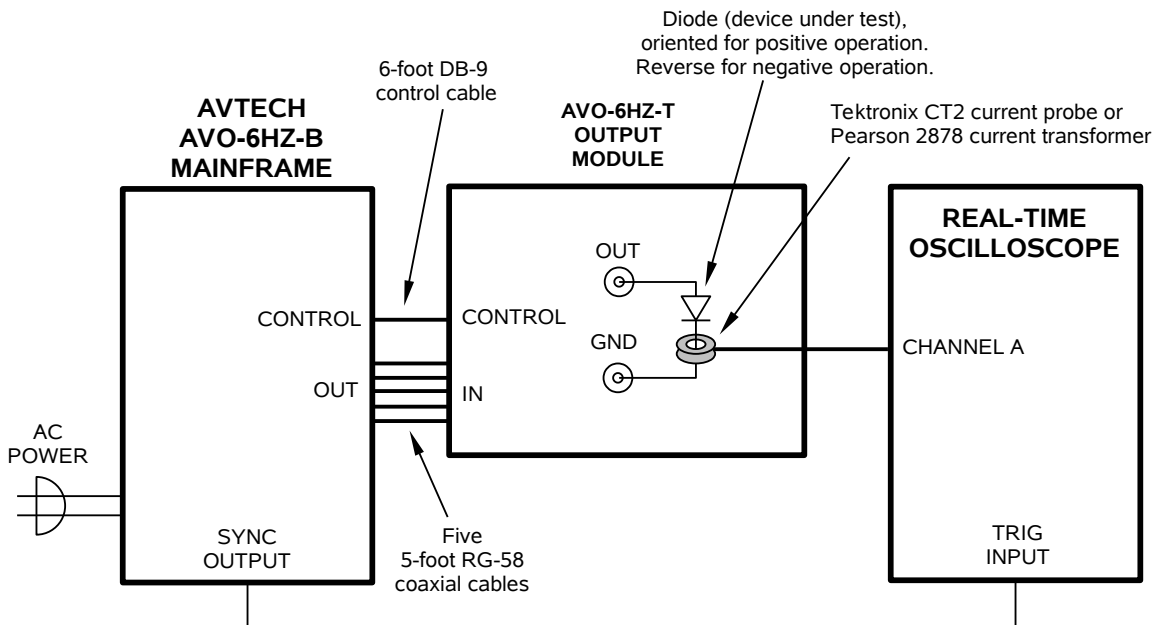 Diode (device under test),
oriented for positive operation.
Reverse for negative operation.
6-foot DB-9
control cable
AVTECH
AVO-6HZ-B
MAINFRAME
AVO-6HZ-T
OUTPUT
MODULE
Tektronix CT2 current probe or
Pearson 2878 current transformer
REAL-TIME
OSCILLOSCOPE
OUT
CONTROL
CONTROL
GND
CHANNEL A
OUT
IN
AC
POWER
SYNC
OUTPUT
Five
5-foot RG-58
coaxial cables
TRIG
INPUT